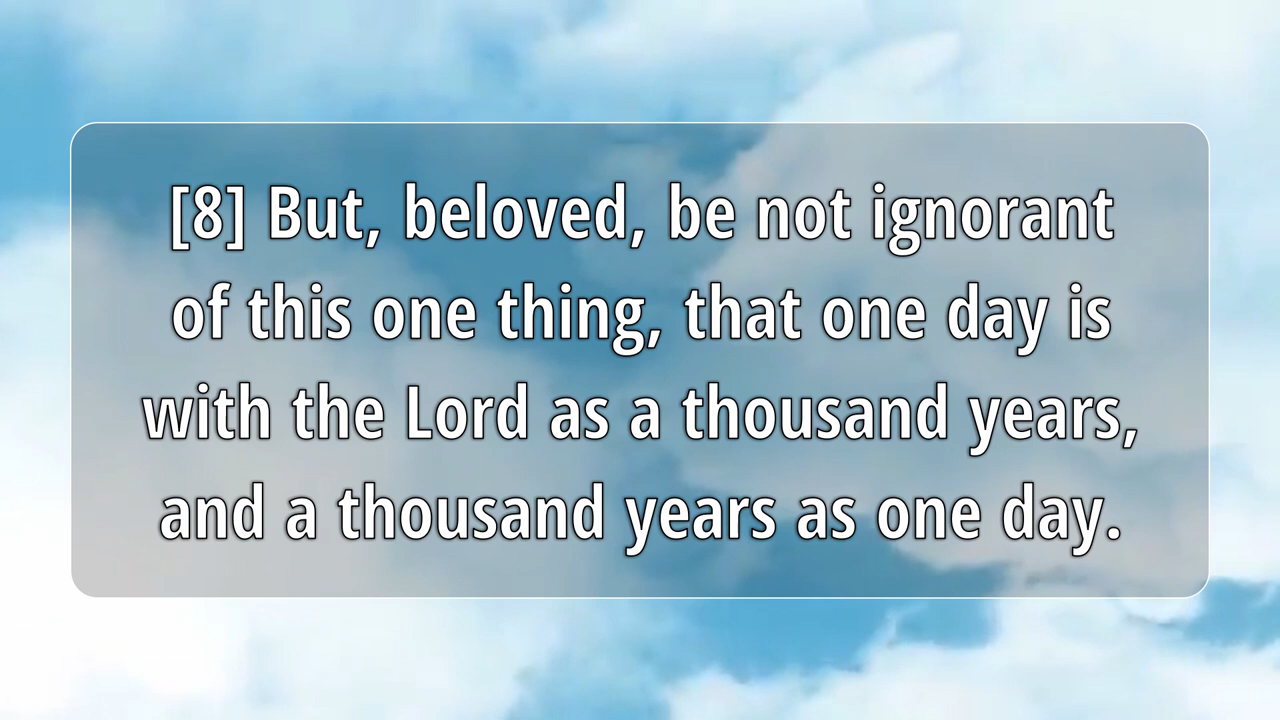 [8] But, beloved, be not ignorant
of this one thing, that one day is
with the Lord as a thousand years,
and a thousand years as one day.